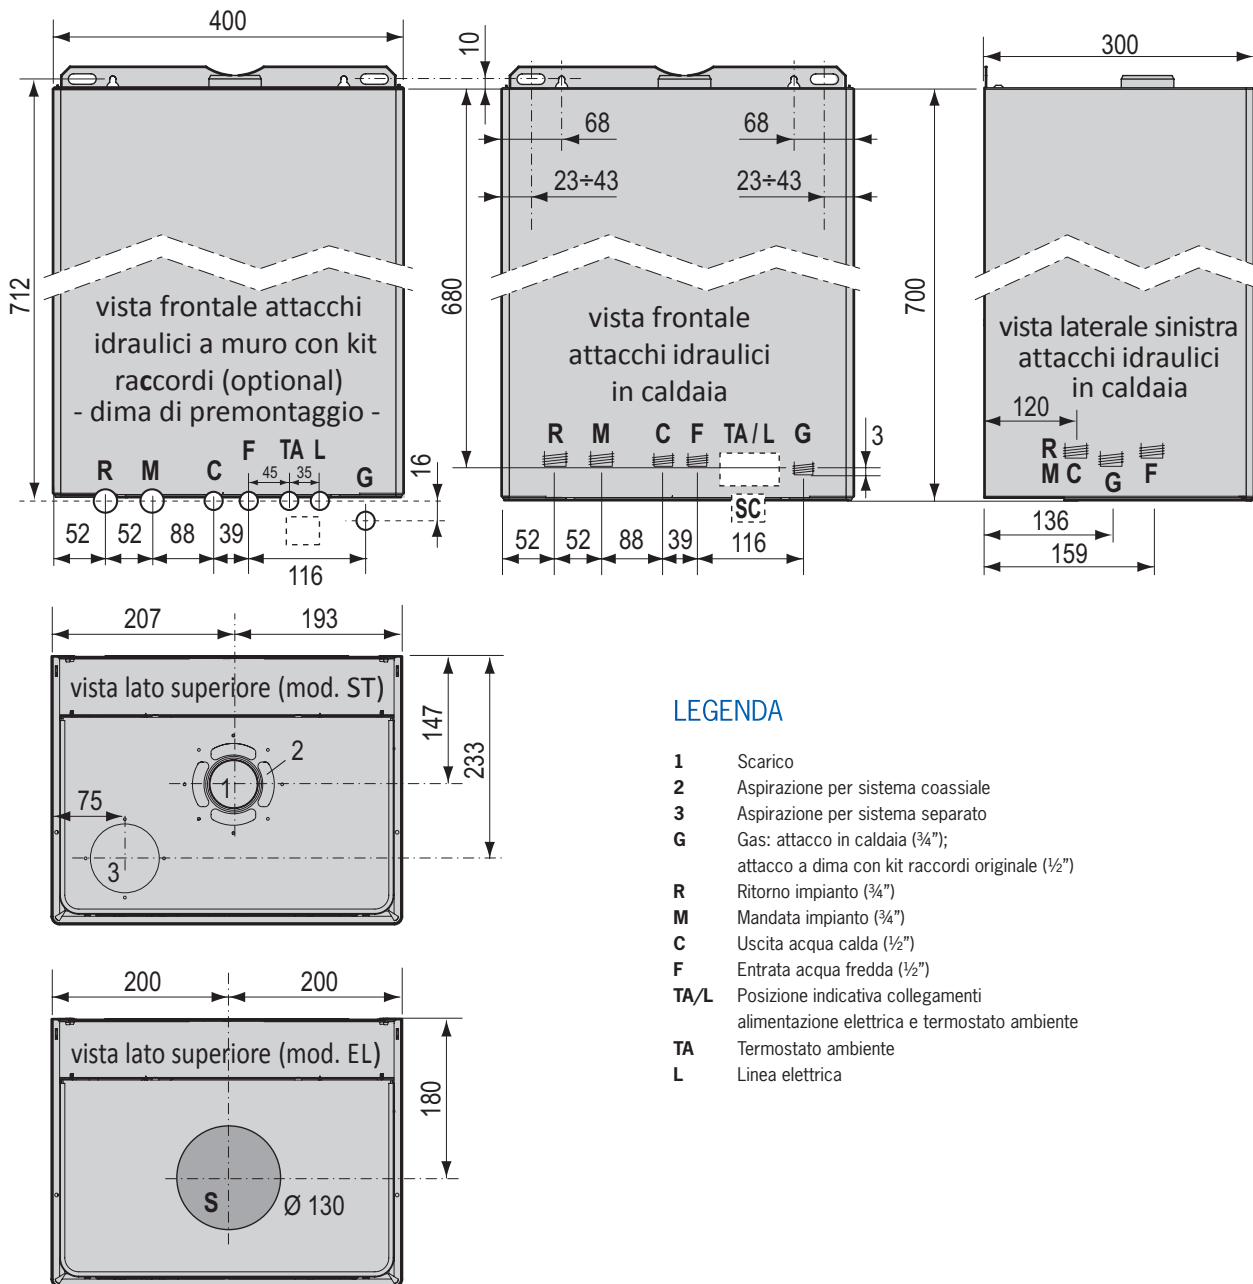 400
10
300
68
68
23÷43
23÷43
712
680
700
vista frontale attacchi
idraulici a muro con kit
raccordi (optional)
- dima di premontaggio -
vista frontale
attacchi idraulici
in caldaia
vista laterale sinistra
attacchi idraulici
in caldaia
120
R M C F TA L G
45 35
16
R M C F TA / L G
3
SC
R
M C G F
52 52 88 39 116
52 52 88 39 116
136
159
207 193
vista lato superiore (mod. ST)
147
233
2
1
75
3
200 200
vista lato superiore (mod. EL)
180
S Ø 130
LEGENDA
1 Scarico
2 Aspirazione per sistema coassiale
3 Aspirazione per sistema separato
G Gas: attacco in caldaia (¾”);
attacco a dima con kit raccordi originale (½”)
R Ritorno impianto (¾”)
M Mandata impianto (¾”)
C Uscita acqua calda (½”)
F Entrata acqua fredda (½”)
TA/L Posizione indicativa collegamenti
alimentazione elettrica e termostato ambiente
TA Termostato ambiente
L Linea elettrica